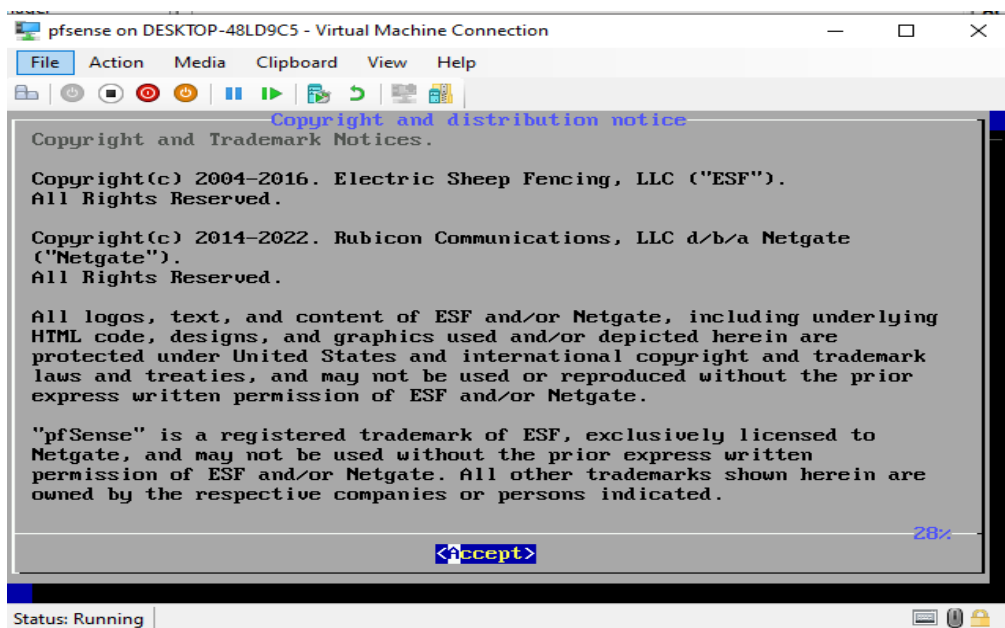 pfsense on DESKTOP-48LD9C5 - Virtual Machine Connection
File Action Media Clipboard View Help
Copyright and distribution notice
Copyright and Trademark Notices.
Copyright(c) 2004-2016. Electric Sheep Fencing, LLC ("ESF").
All Rights Reserved.
Copyright(c) 2014-2022. Rubicon Communications, LLC d/b/a Netgate
("Netgate").
All Rights Reserved.
All logos, text, and content of ESF and/or Netgate, including underlying
HTML code, designs, and graphics used and/or depicted herein are
protected under United States and international copyright and trademark
laws and treaties, and may not be used or reproduced without the prior
express written permission of ESF and/or Netgate.
"pfSense" is a registered trademark of ESF, exclusively licensed to
Netgate, and may not be used without the prior express written
permission of ESF and/or Netgate. All other trademarks shown herein are
owned by the respective companies or persons indicated.
28%
<Accept>
Status: Running